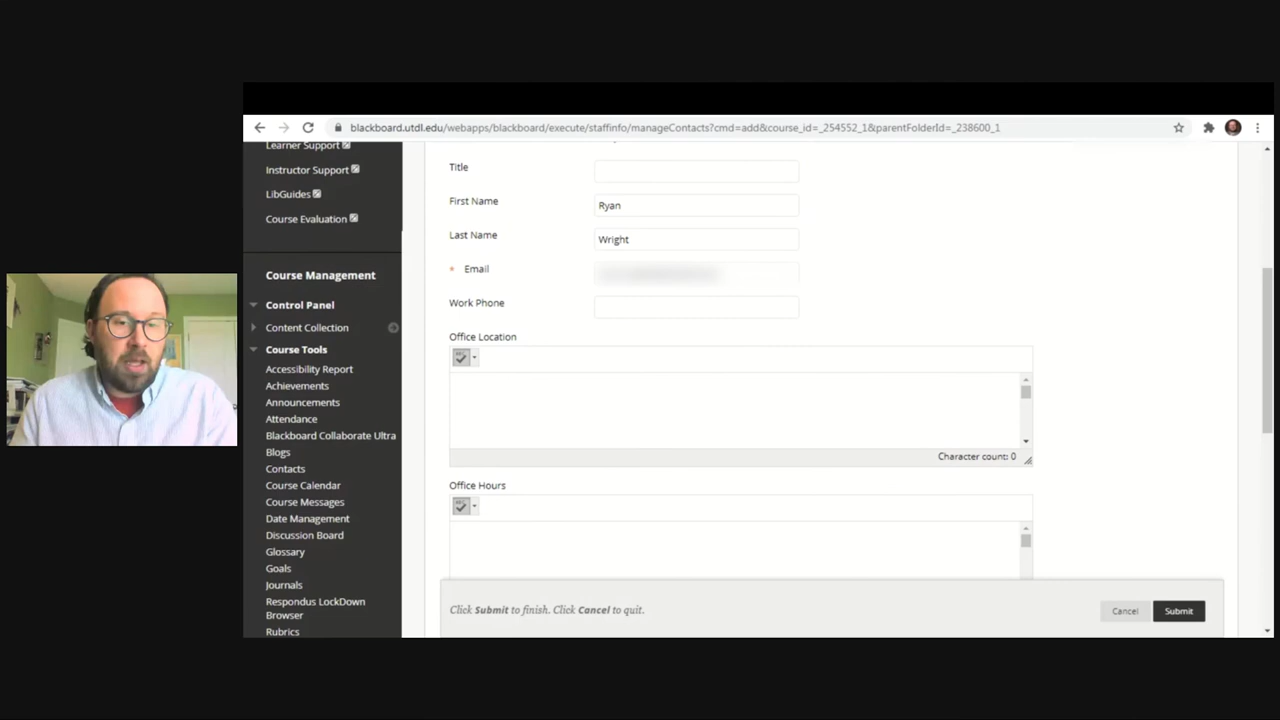 blackboard.utdl.edu/webapps/blackboard/execute/staffinfo/manageContacts?cmd=add&course_id=_254552_1&parentFolderId=_238600_1
Learner Support
Instructor Support
LibGuides
Course Evaluation
Course Management
Control Panel
Content Collection
Course Tools
Accessibility Report
Achievements
Announcements
Attendance
Blackboard Collaborate Ultra
Blogs
Contacts
Course Calendar
Course Messages
Date Management
Discussion Board
Glossary
Goals
Journals
Respondus LockDown
Browser
Rubrics
Title
First Name Ryan
Last Name Wright
* Email
Work Phone
Office Location
Character count: 0
Office Hours
Click Submit to finish. Click Cancel to quit.
Cancel Submit